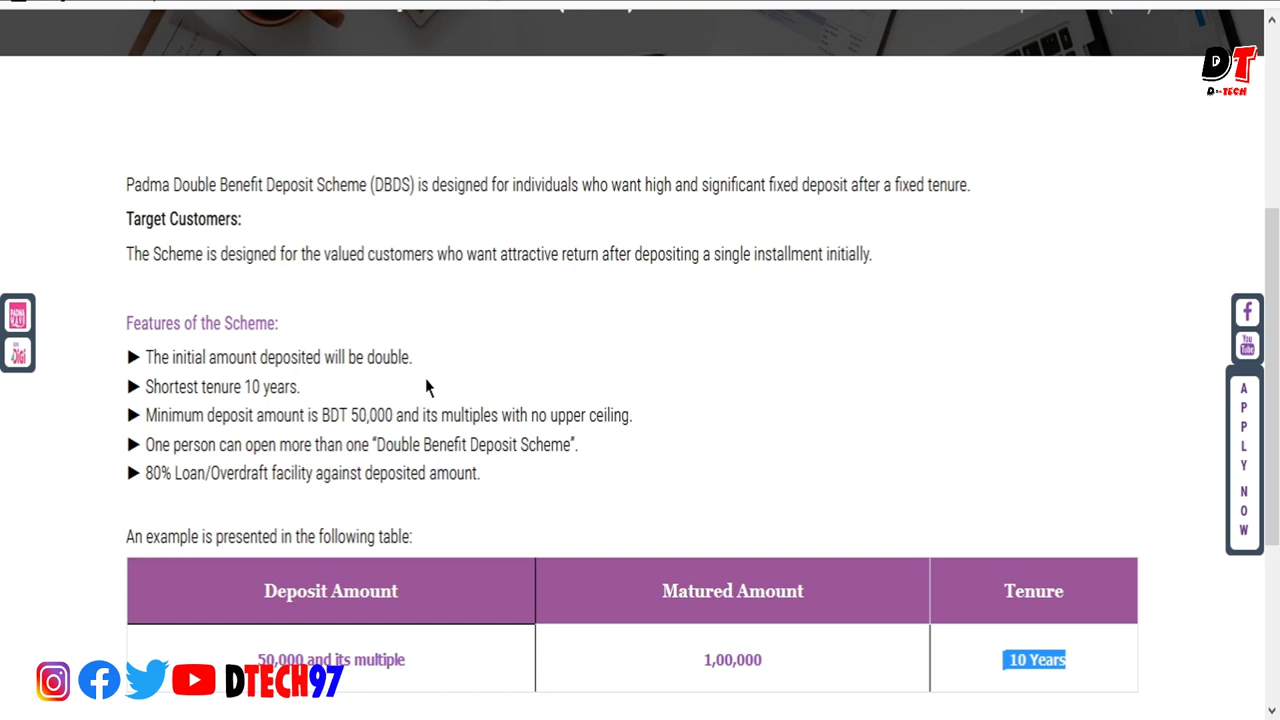 DT
D TECH
Padma Double Benefit Deposit Scheme (DBDS) is designed for individuals who want high and significant fixed deposit after a fixed tenure.
Target Customers:
The Scheme is designed for the valued customers who want attractive return after depositing a single installment initially.
Features of the Scheme:
► The initial amount deposited will be double.
► Shortest tenure 10 years.
► Minimum deposit amount is BDT 50,000 and its multiples with no upper ceiling.
► One person can open more than one “Double Benefit Deposit Scheme”.
► 80% Loan/Overdraft facility against deposited amount.
PADMA
DiGi
You
Tube
APPLY NOW
An example is presented in the following table:
Deposit Amount Matured Amount Tenure
50,000 and its multiple 1,00,000 10 Years
DTECH97